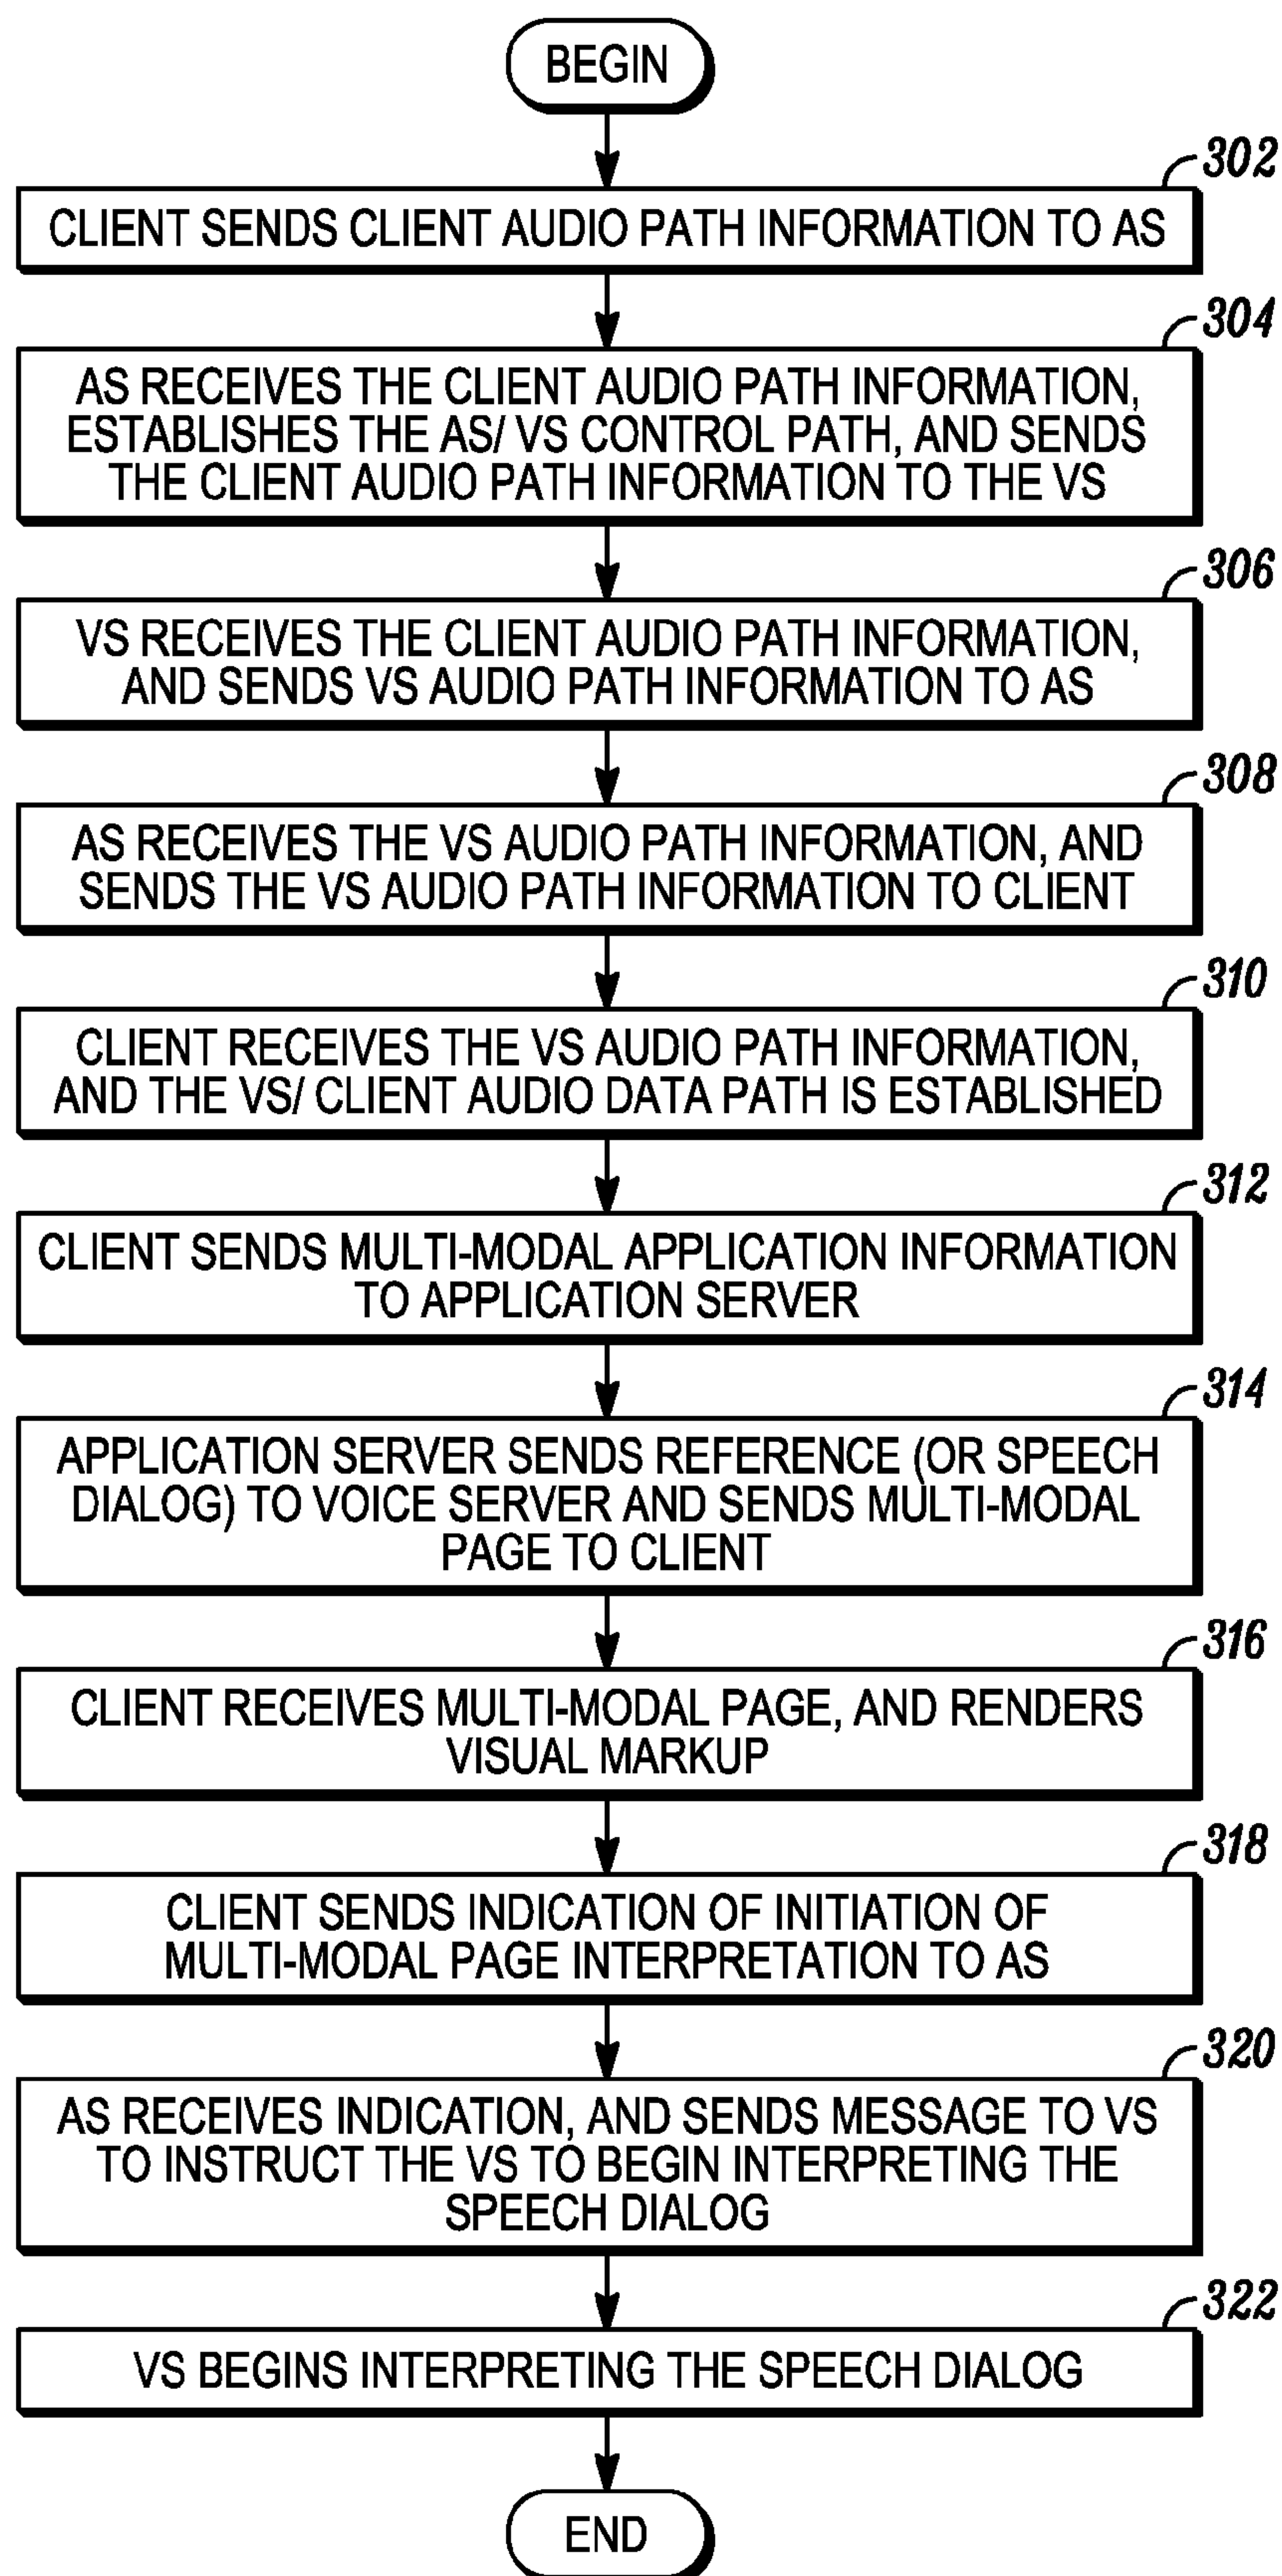 BEGIN
302
CLIENT SENDS CLIENT AUDIO PATH INFORMATION TO AS
304
AS RECEIVES THE CLIENT AUDIO PATH INFORMATION,
ESTABLISHES THE AS/ VS CONTROL PATH, AND SENDS
THE CLIENT AUDIO PATH INFORMATION TO THE VS
306
VS RECEIVES THE CLIENT AUDIO PATH INFORMATION,
AND SENDS VS AUDIO PATH INFORMATION TO AS
308
AS RECEIVES THE VS AUDIO PATH INFORMATION, AND
SENDS THE VS AUDIO PATH INFORMATION TO CLIENT
310
CLIENT RECEIVES THE VS AUDIO PATH INFORMATION,
AND THE VS/ CLIENT AUDIO DATA PATH IS ESTABLISHED
312
CLIENT SENDS MULTI-MODAL APPLICATION INFORMATION
TO APPLICATION SERVER
314
APPLICATION SERVER SENDS REFERENCE (OR SPEECH
DIALOG) TO VOICE SERVER AND SENDS MULTI-MODAL
PAGE TO CLIENT
316
CLIENT RECEIVES MULTI-MODAL PAGE, AND RENDERS
VISUAL MARKUP
318
CLIENT SENDS INDICATION OF INITIATION OF
MULTI-MODAL PAGE INTERPRETATION TO AS
320
AS RECEIVES INDICATION, AND SENDS MESSAGE TO VS
TO INSTRUCT THE VS TO BEGIN INTERPRETING THE
SPEECH DIALOG
322
VS BEGINS INTERPRETING THE SPEECH DIALOG
END